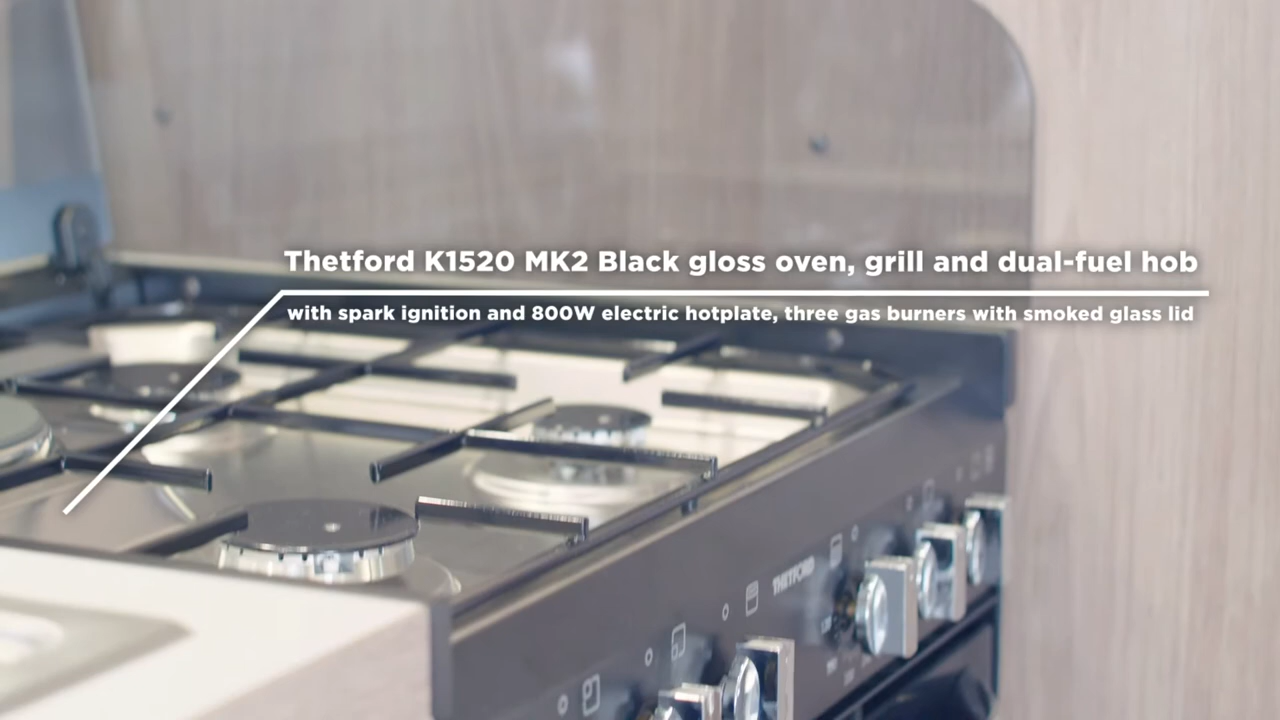 Thetford K1520 MK2 Black gloss oven, grill and dual-fuel hob
with spark ignition and 800W electric hotplate, three gas burners with smoked glass lid
THETFORD